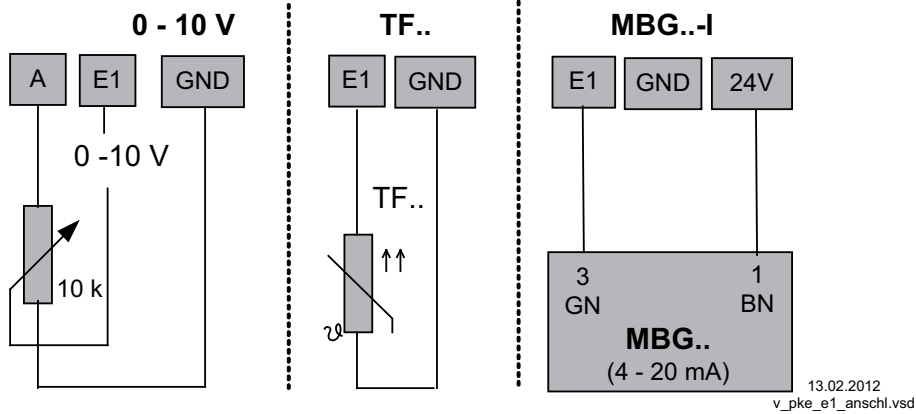 0 - 10 V
A E1 GND
0 -10 V
10 k
TF..
E1 GND
TF..
↑↑
ϑ
MBG..-I
E1 GND 24V
3 1
GN BN
MBG..
(4 - 20 mA)
13.02.2012
v_pke_e1_anschl.vsd